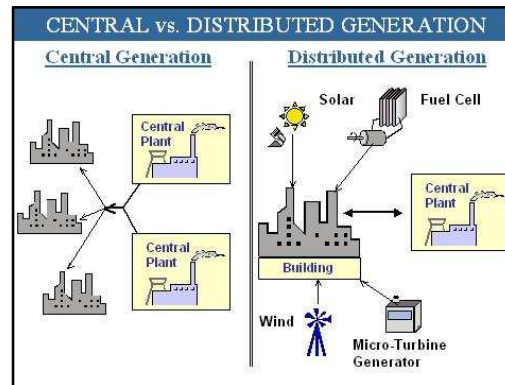 CENTRAL vs. DISTRIBUTED GENERATION
Central Generation
Central
Plant
Central
Plant
Distributed Generation
Solar
Fuel Cell
Central
Plant
Building
Wind
Micro-Turbine
Generator